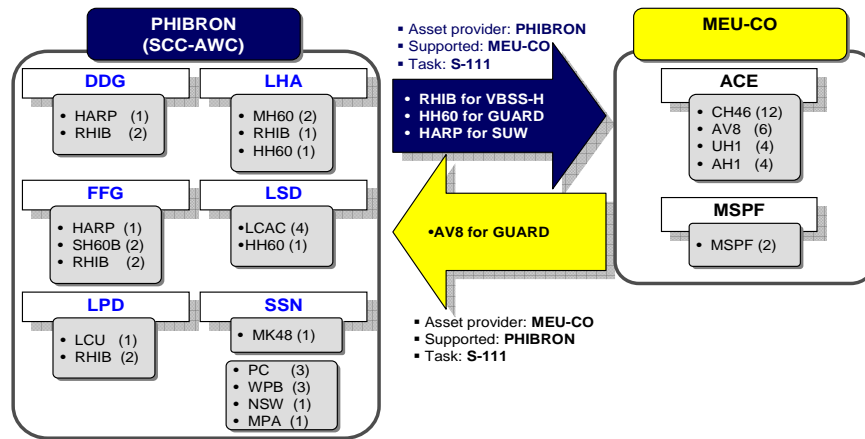 PHIBRON
(SCC-AWC)
DDG
• HARP (1)
• RHIB (2)
LHA
• MH60 (2)
• RHIB (1)
• HH60 (1)
FFG
• HARP (1)
• SH60B (2)
• RHIB (2)
LSD
•LCAC (4)
•HH60 (1)
LPD
• LCU (1)
• RHIB (2)
SSN
• MK48 (1)
• PC (3)
• WPB (3)
• NSW (1)
• MPA (1)
▪ Asset provider: PHIBRON
▪ Supported: MEU-CO
▪ Task: S-111
• RHIB for VBSS-H
• HH60 for GUARD
• HARP for SUW
•AV8 for GUARD
▪ Asset provider: MEU-CO
▪ Supported: PHIBRON
▪ Task: S-111
MEU-CO
ACE
• CH46 (12)
• AV8 (6)
• UH1 (4)
• AH1 (4)
MSPF
• MSPF (2)